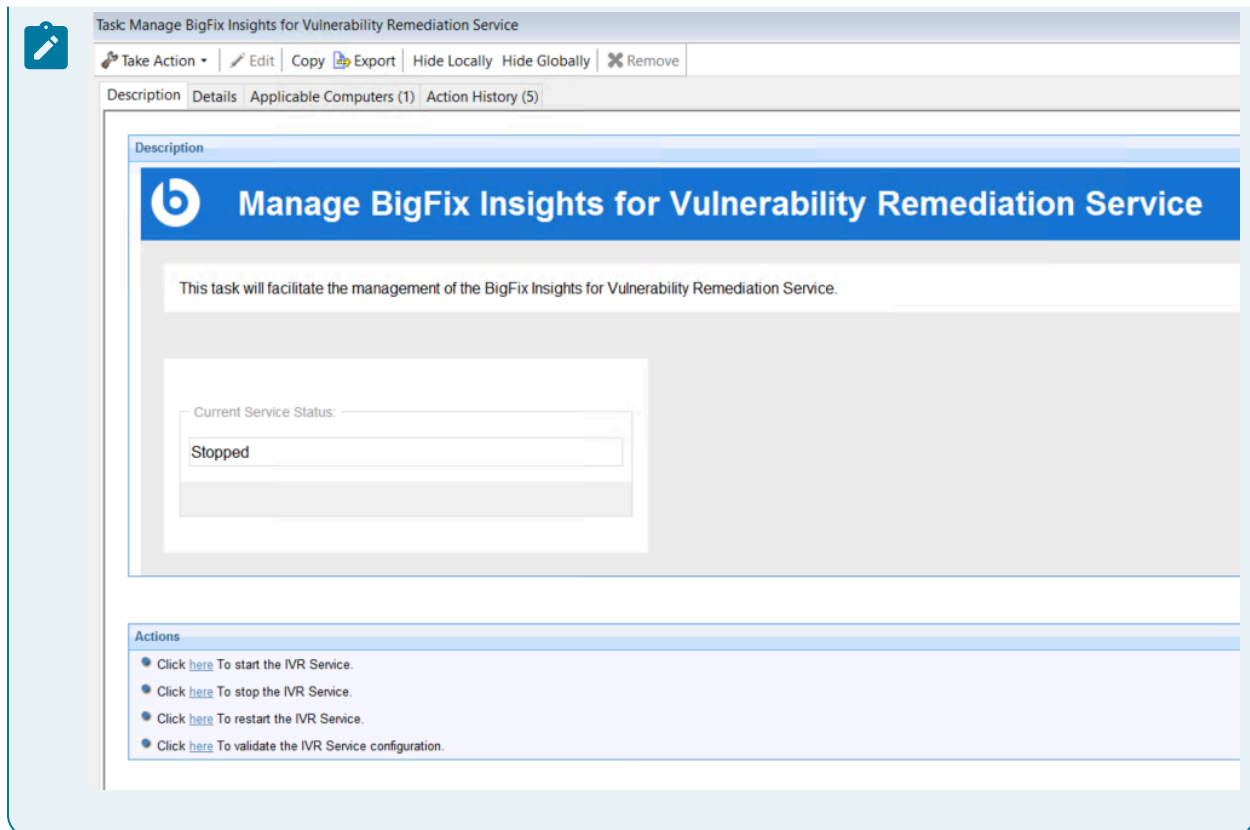 Task: Manage BigFix Insights for Vulnerability Remediation Service
Take Action Edit Copy Export Hide Locally Hide Globally Remove
Description Details Applicable Computers (1) Action History (5)
Description
Manage BigFix Insights for Vulnerability Remediation Service
This task will facilitate the management of the BigFix Insights for Vulnerability Remediation Service.
Current Service Status:
Stopped
Actions
Click here To start the IVR Service.
Click here To stop the IVR Service.
Click here To restart the IVR Service.
Click here To validate the IVR Service configuration.